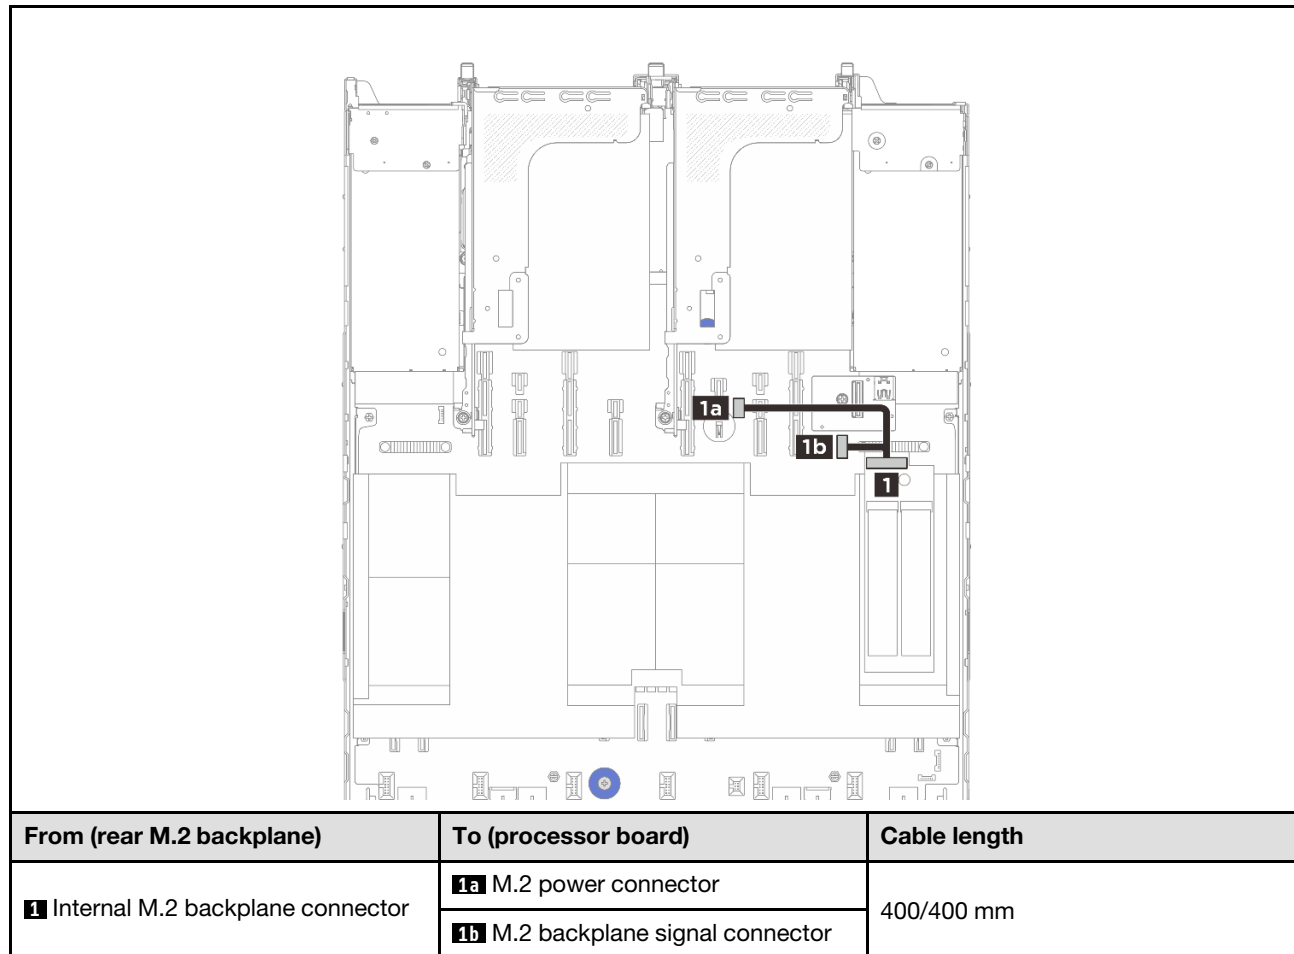 1a
1b
1
From (rear M.2 backplane)
To (processor board)
Cable length
1 Internal M.2 backplane connector
1a M.2 power connector
400/400 mm
1b M.2 backplane signal connector